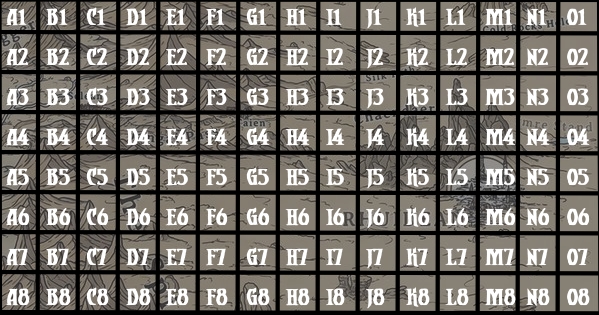 A1 B1 C1 D1 E1 F1 G1 H1 I1 J1 K1 L1 M1 N1 O1
A2 B2 C2 D2 E2 F2 G2 H2 I2 J2 K2 L2 M2 N2 O2
A3 B3 C3 D3 E3 F3 G3 H3 I3 J3 K3 L3 M3 N3 O3
A4 B4 C4 D4 E4 F4 G4 H4 I4 J4 K4 L4 M4 N4 O4
A5 B5 C5 D5 E5 F5 G5 H5 I5 J5 K5 L5 M5 N5 O5
A6 B6 C6 D6 E6 F6 G6 H6 I6 J6 K6 L6 M6 N6 O6
A7 B7 C7 D7 E7 F7 G7 H7 I7 J7 K7 L7 M7 N7 O7
A8 B8 C8 D8 E8 F8 G8 H8 I8 J8 K8 L8 M8 N8 O8